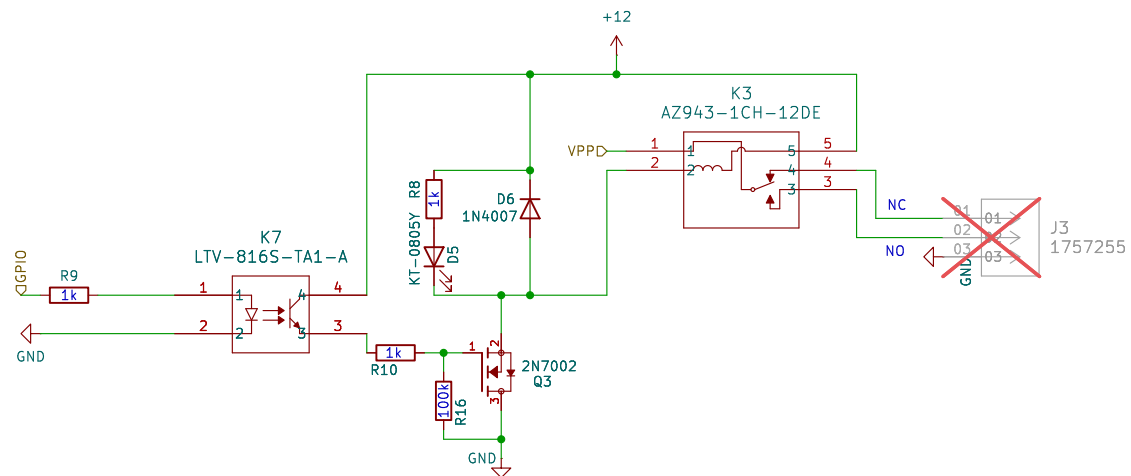 +12
K3
AZ943-1CH-12DE
VPP
1
2
1
2
5
4
3
5
4
3
NC
NO
01
02
03
01
03
GND
J3
1757255
R8
1k
KT-0805Y
D5
D6
1N4007
K7
LTV-816S-TA1-A
GPIO
R9
1k
1
2
1
2
4
3
4
3
GND
1k
R10
100k
R16
1
2
3
2N7002
Q3
GND